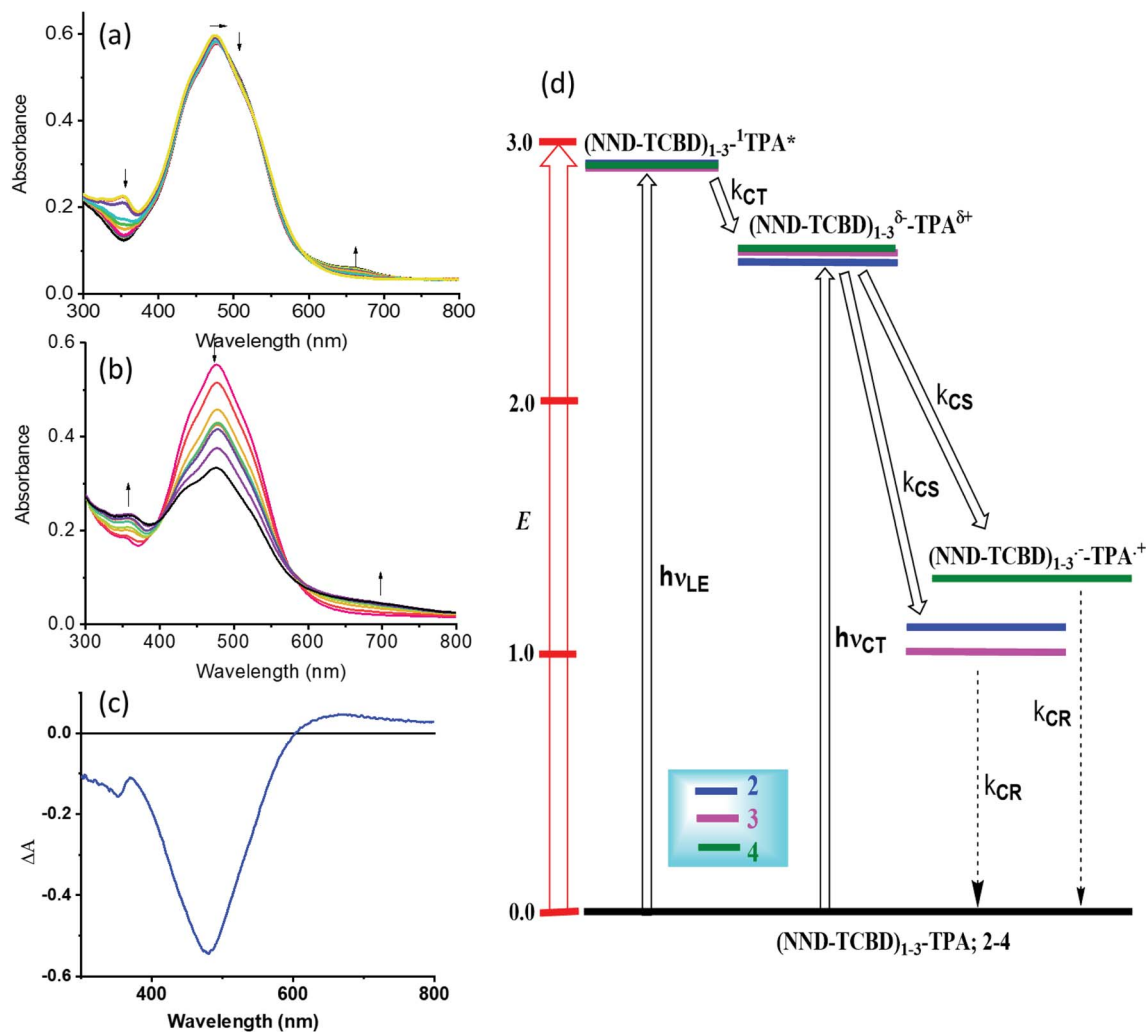 (a)
0.6
0.4
0.2
0.0
Absorbance
300 400 500 600 700 800
Wavelength (nm)
(b)
0.6
0.4
0.2
0.0
Absorbance
300 400 500 600 700 800
Wavelength (nm)
(c)
0.0
-0.2
-0.4
-0.6
ΔA
400 600 800
Wavelength (nm)
(d)
3.0
2.0
1.0
0.0
E
(NND-TCBD)1-3-1TPA*
kCT
(NND-TCBD)1-3δ--TPAδ+
kCS
kCS
(NND-TCBD)1-3.--TPA.+
hνLE
hνCT
kCR
kCR
2
3
4
(NND-TCBD)1-3-TPA; 2-4